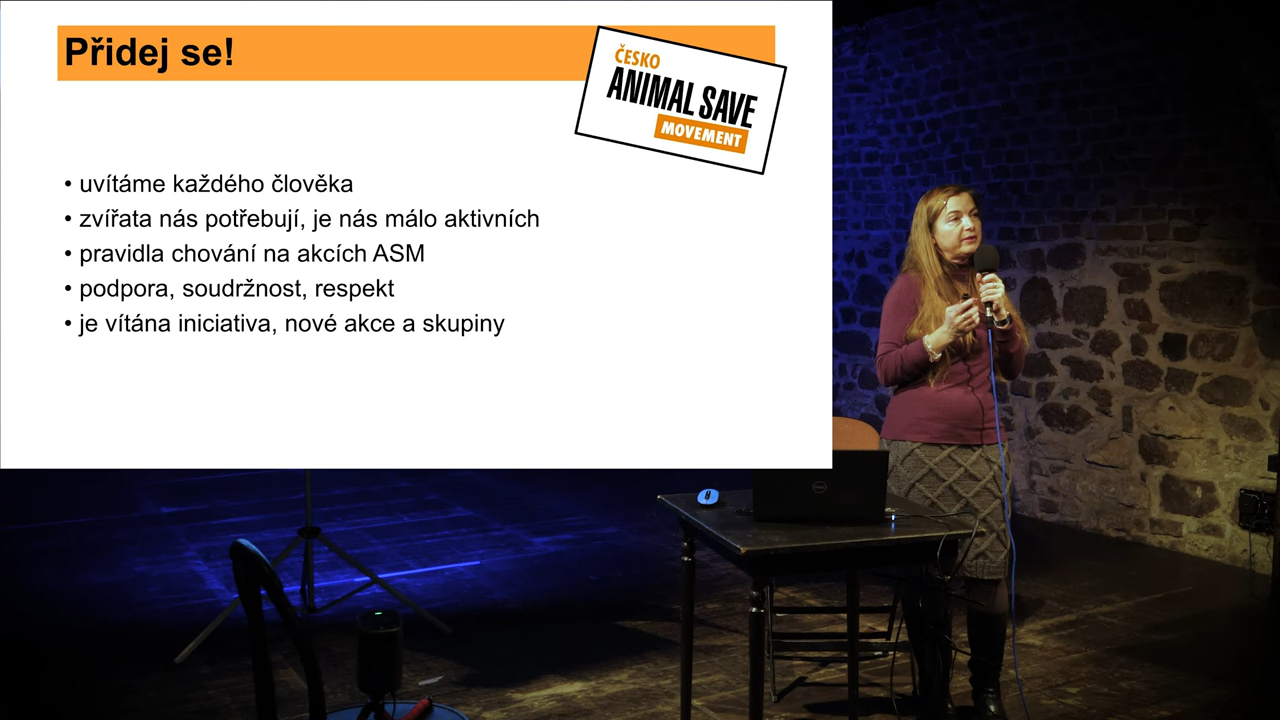 Přidej se!
ČESKO
ANIMAL SAVE
MOVEMENT
• uvítáme každého člověka
• zvířata nás potřebují, je nás málo aktivních
• pravidla chování na akcích ASM
• podpora, soudržnost, respekt
• je vítána iniciativa, nové akce a skupiny
DELL